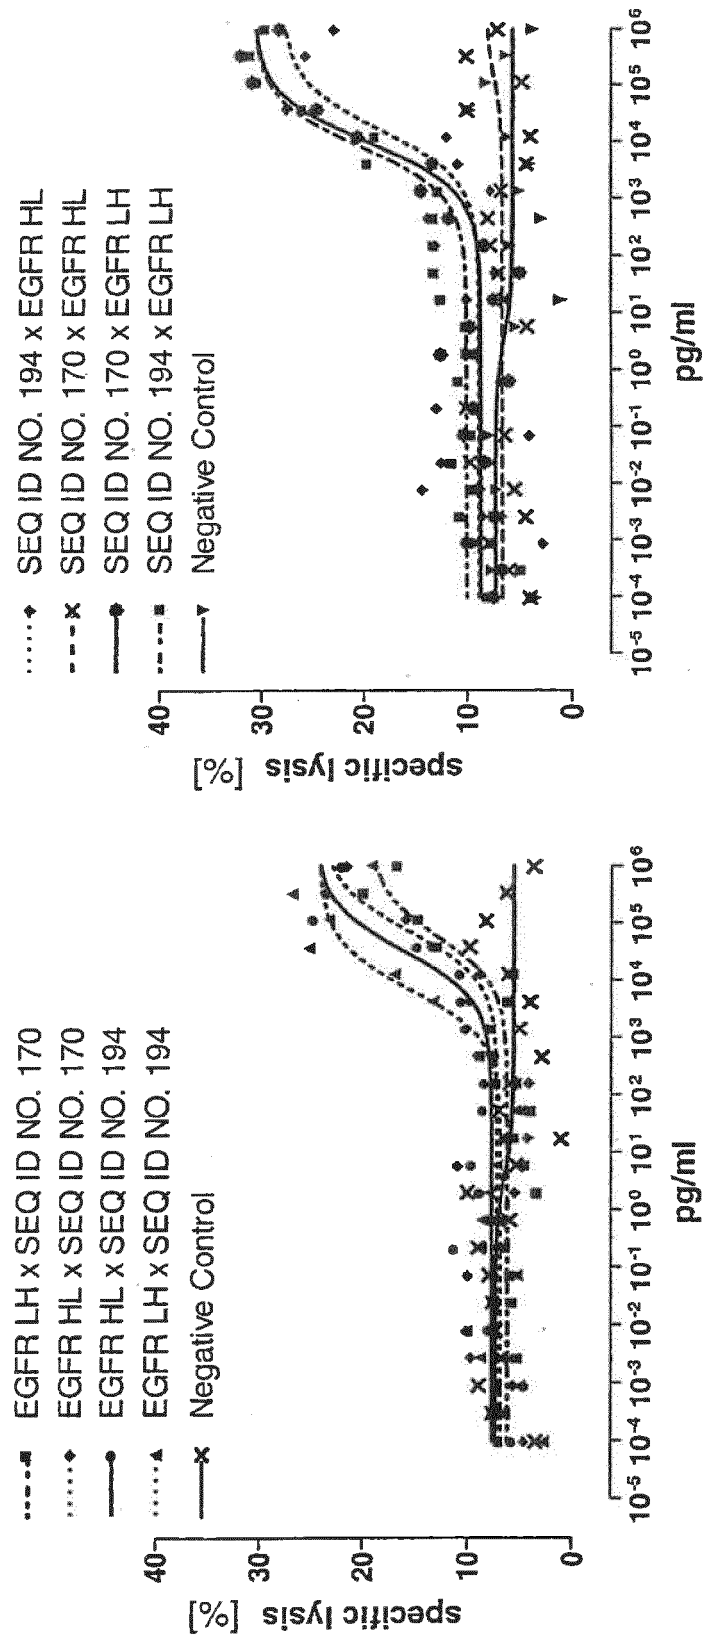 EGFR LH x SEQ ID NO. 170
EGFR HL x SEQ ID NO. 170
EGFR HL x SEQ ID NO. 194
EGFR LH x SEQ ID NO. 194
Negative Control
specific lysis [%]
40
30
20
10
0
10-5 10-4 10-3 10-2 10-1 100 101 102 103 104 105 106
pg/ml
SEQ ID NO. 194 x EGFR HL
SEQ ID NO. 170 x EGFR HL
SEQ ID NO. 170 x EGFR LH
SEQ ID NO. 194 x EGFR LH
Negative Control
specific lysis [%]
40
30
20
10
0
10-5 10-4 10-3 10-2 10-1 100 101 102 103 104 105 106
pg/ml